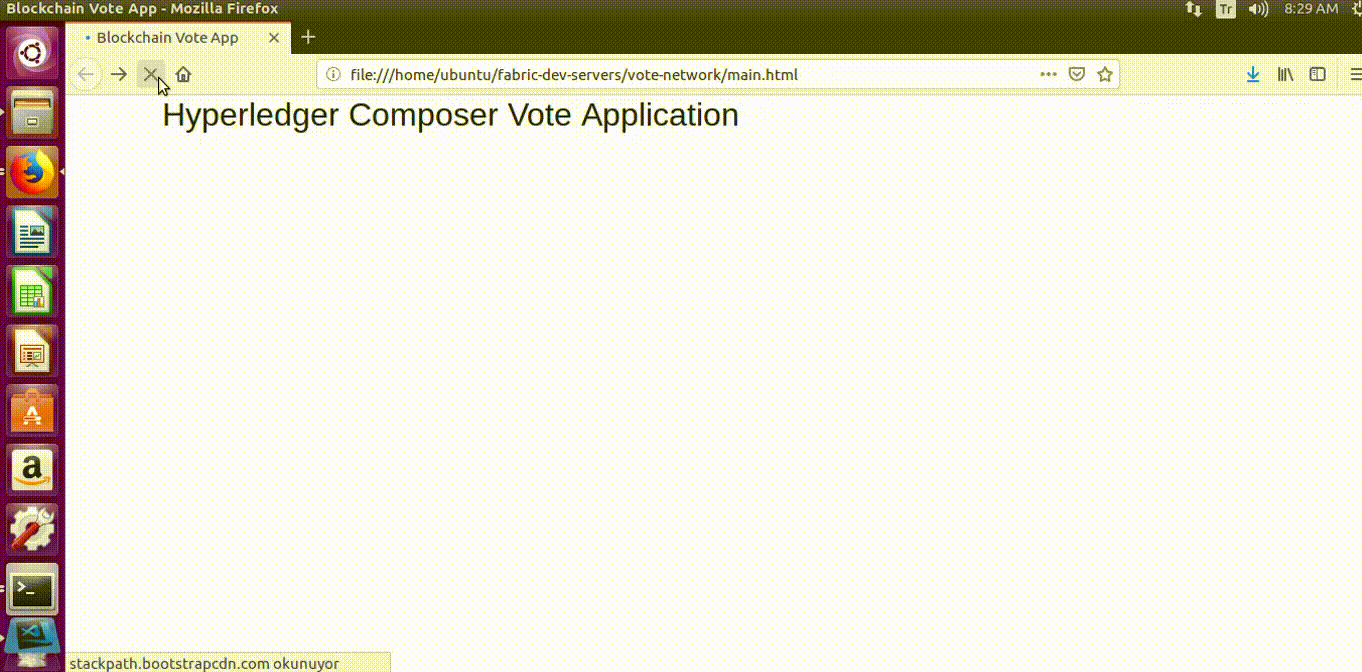 Blockchain Vote App - Mozilla Firefox
Tr
8:29 AM
Blockchain Vote App
file:///home/ubuntu/fabric-dev-servers/vote-network/main.html
Hyperledger Composer Vote Application
stackpath.bootstrapcdn.com okunuyor